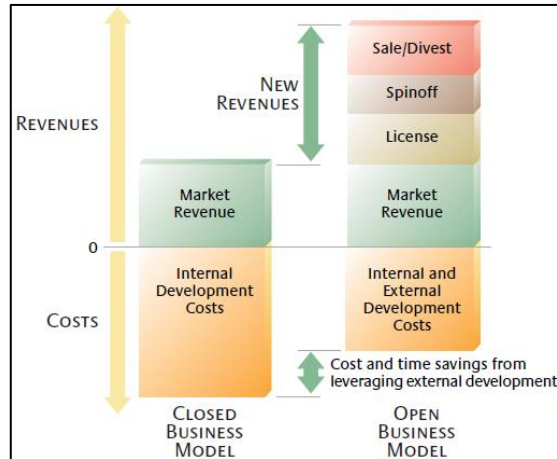 Sale/Divest
NEW
REVENUES
Spinoff
REVENUES
License
Market
Revenue
Market
Revenue
0
Internal
Development
Costs
Internal and
External
Development
Costs
COSTS
Cost and time savings from
leveraging external development
CLOSED
BUSINESS
MODEL
OPEN
BUSINESS
MODEL